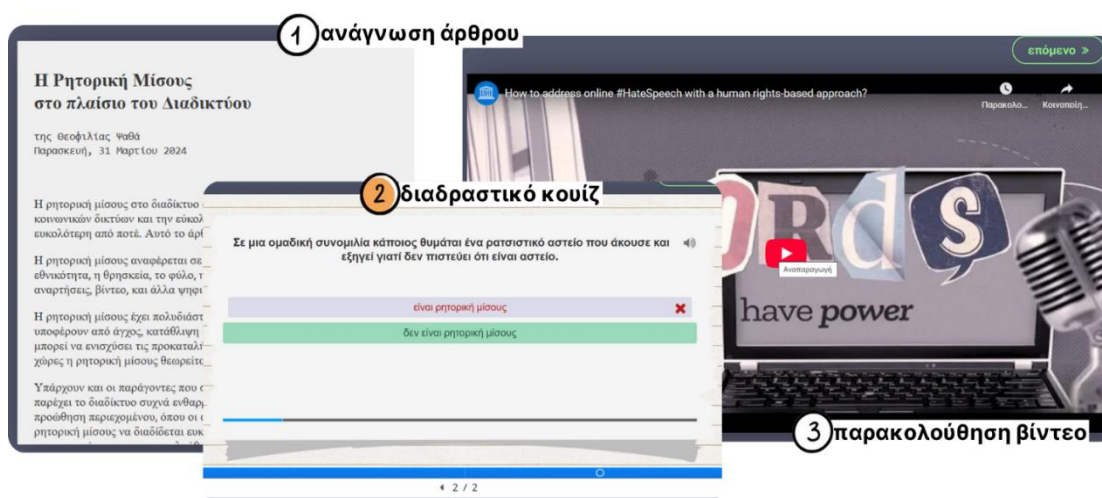 1 ανάγνωση άρθρου
Η Ρητορική Μίσους
στο πλαίσιο του Διαδικτύου
της Θεοφιλίας Ψαθά
Παρασκευή, 31 Μαρτίου 2024
Η ρητορική μίσους στο διαδίκτυο
κοινωνικών δικτύων και την εύκολ
ευκολότερη από ποτέ. Αυτό το άρθ
Η ρητορική μίσους αναφέρεται σε
εθνικότητα, η θρησκεία, το φύλο,
αναρτήσεις, βίντεο, και άλλα ψηφι
Η ρητορική μίσους έχει πολυδιάστ
υποφέρουν από άγχος, κατάθλιψη
μπορεί να ενισχύσει τις προκαταλή
χώρες η ρητορική μίσους θεωρείτα
Υπάρχουν και οι παράγοντες που
παρέχει το διαδίκτυο συχνά ενθαρ
προώθηση περιεχομένου, όπου οι
ρητορική μίσους να διαδίδεται ευκ
2 διαδραστικό κουίζ
Σε μια ομαδική συνομιλία κάποιος θυμάται ένα ρατσιστικό αστείο που άκουσε και
εξηγεί γιατί δεν πιστεύει ότι είναι αστείο.
είναι ρητορική μίσους
δεν είναι ρητορική μίσους
2 / 2
επόμενο »
How to address online #HateSpeech with a human rights-based approach?
Παρακολο...
Κοινοποίη...
ORdS
Αναπαραγωγή
have power
3 παρακολούθηση βίντεο